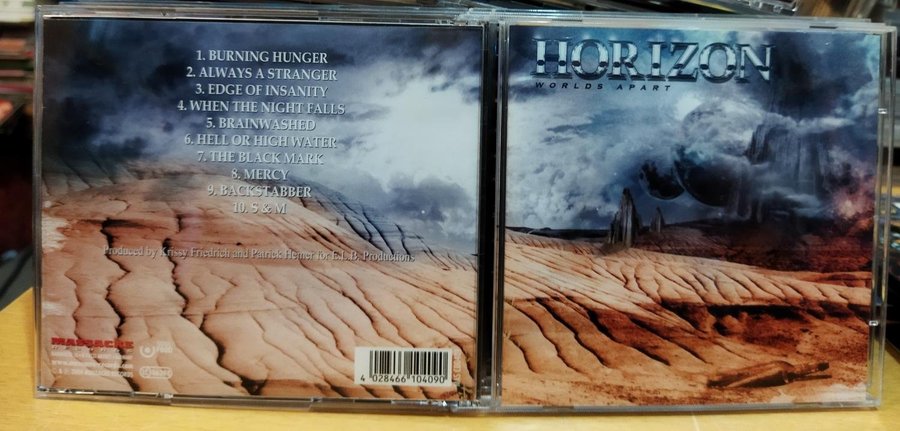 1. BURNING HUNGER
2. ALWAYS A STRANGER
3. EDGE OF INSANITY
4. WHEN THE NIGHT FALLS
5. BRAINWASHED
6. HELL OR HIGH WATER
7. THE BLACK MARK
8. MERCY
9. BACKSTABBER
10. S & M
Produced by Krissy Friedrich and Patrick Hemer for E.L.B. Productions
MASSACRE
4 028466 104090
HORIZON
WORLDS APART